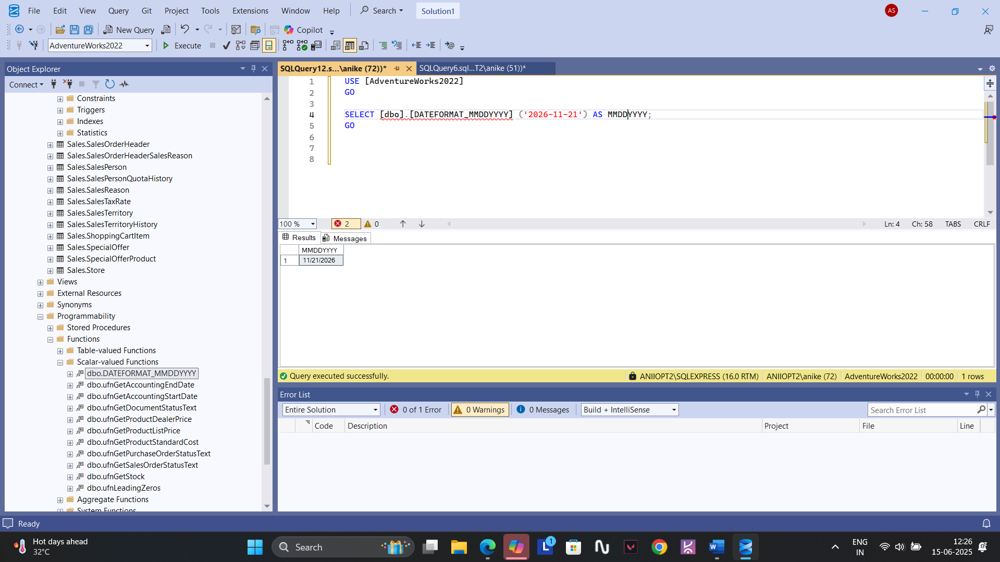 File Edit View Query Git Project Tools Extensions Window Help Search Solution1 AS
New Query Copilot
AdventureWorks2022 Execute
Object Explorer
Connect
Constraints
Triggers
Indexes
Statistics
Sales.SalesOrderHeader
Sales.SalesOrderHeaderSalesReason
Sales.SalesPerson
Sales.SalesPersonQuotaHistory
Sales.SalesReason
Sales.SalesTaxRate
Sales.SalesTerritory
Sales.SalesTerritoryHistory
Sales.ShoppingCartItem
Sales.SpecialOffer
Sales.SpecialOfferProduct
Sales.Store
Views
External Resources
Synonyms
Programmability
Stored Procedures
Functions
Table-valued Functions
Scalar-valued Functions
dbo.DATEFORMAT_MMDDYYYY
dbo.ufnGetAccountingEndDate
dbo.ufnGetAccountingStartDate
dbo.ufnGetDocumentStatusText
dbo.ufnGetProductDealerPrice
dbo.ufnGetProductListPrice
dbo.ufnGetProductStandardCost
dbo.ufnGetPurchaseOrderStatusText
dbo.ufnGetSalesOrderStatusText
dbo.ufnGetStock
dbo.ufnLeadingZeros
Aggregate Functions
System Functions
SQLQuery12.s...\anike (72))* SQLQuery6.sql...T2\anike (51))*
1 USE [AdventureWorks2022]
2 GO
3
4 SELECT [dbo].[DATEFORMAT_MMDDYYYY] ('2026-11-21') AS MMDDYYYY;
5 GO
6
7
8
100 % 2 0 Ln: 4 Ch: 58 TABS CRLF
Results Messages
MMDDYYYY
1 11/21/2026
Query executed successfully. ANIIOPT2\SQLEXPRESS (16.0 RTM) ANIIOPT2\anike (72) AdventureWorks2022 00:00:00 1 rows
Error List
Entire Solution 0 of 1 Error 0 Warnings 0 Messages Build + IntelliSense Search Error List
Code Description Project File Line
Ready
Hot days ahead
32°C
Search
L 1
ENG
IN
12:26
15-06-2025